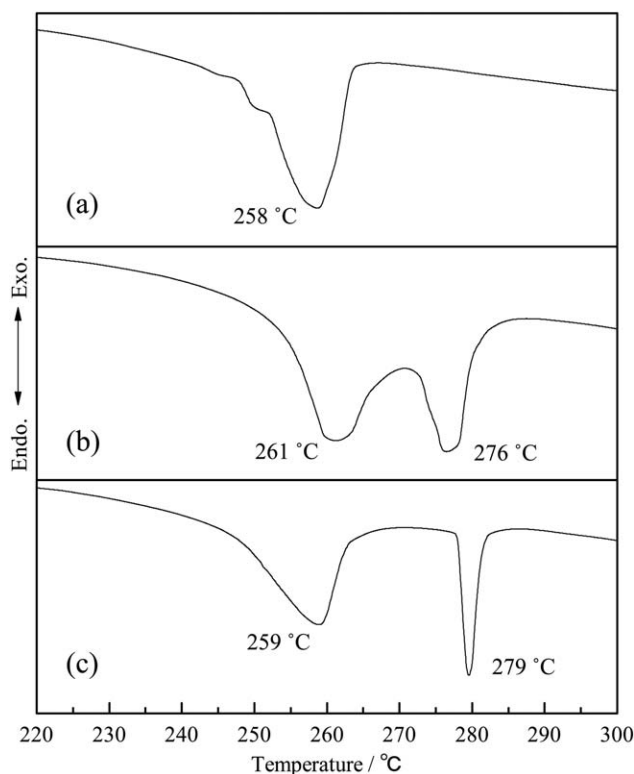 (a)
258 ˚C
Endo. Exo.
(b)
261 ˚C
276 ˚C
(c)
259 ˚C
279 ˚C
220 230 240 250 260 270 280 290 300
Temperature / ℃